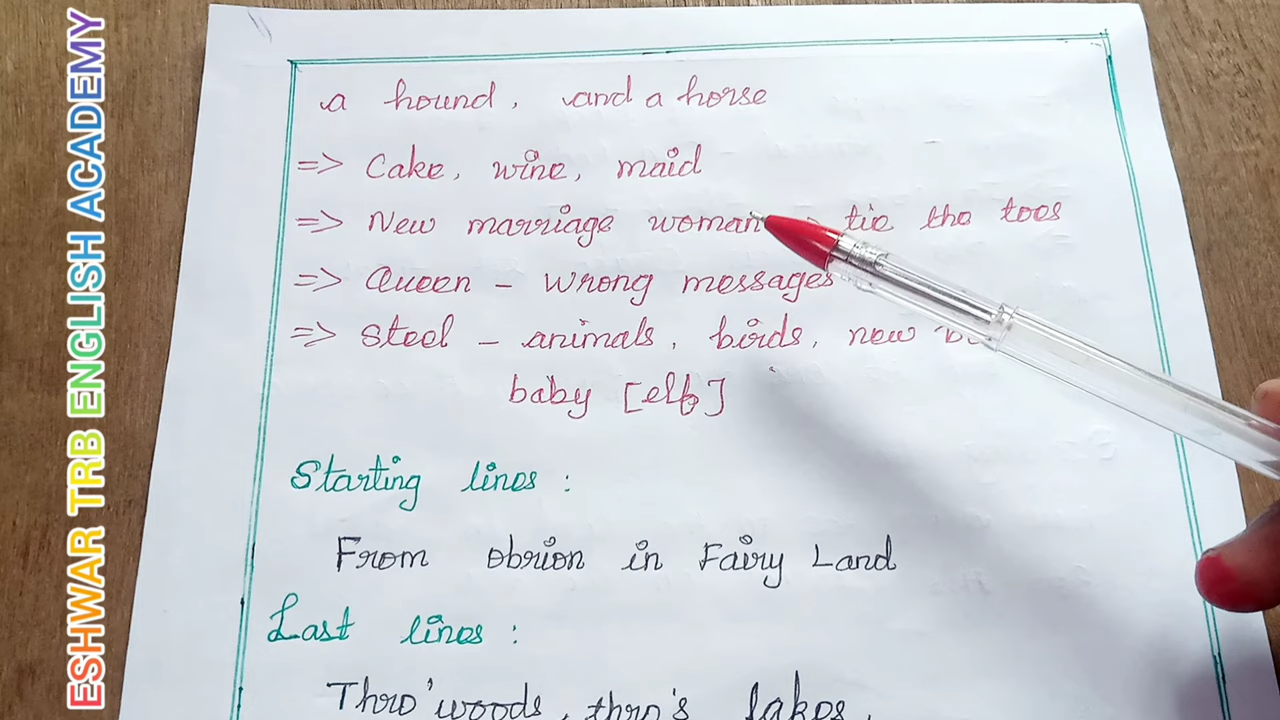 ESHWAR TRB ENGLISH ACADEMY
a hound, and a horse
=> Cake, wine, maid
=> New marriage woman - tie the toes
=> Queen - Wrong messages
=> Steel - animals, birds, new
baby [elf]
Starting lines :
From obrion in Fairy Land
Last lines :
Thro' woods, thro's lakes,